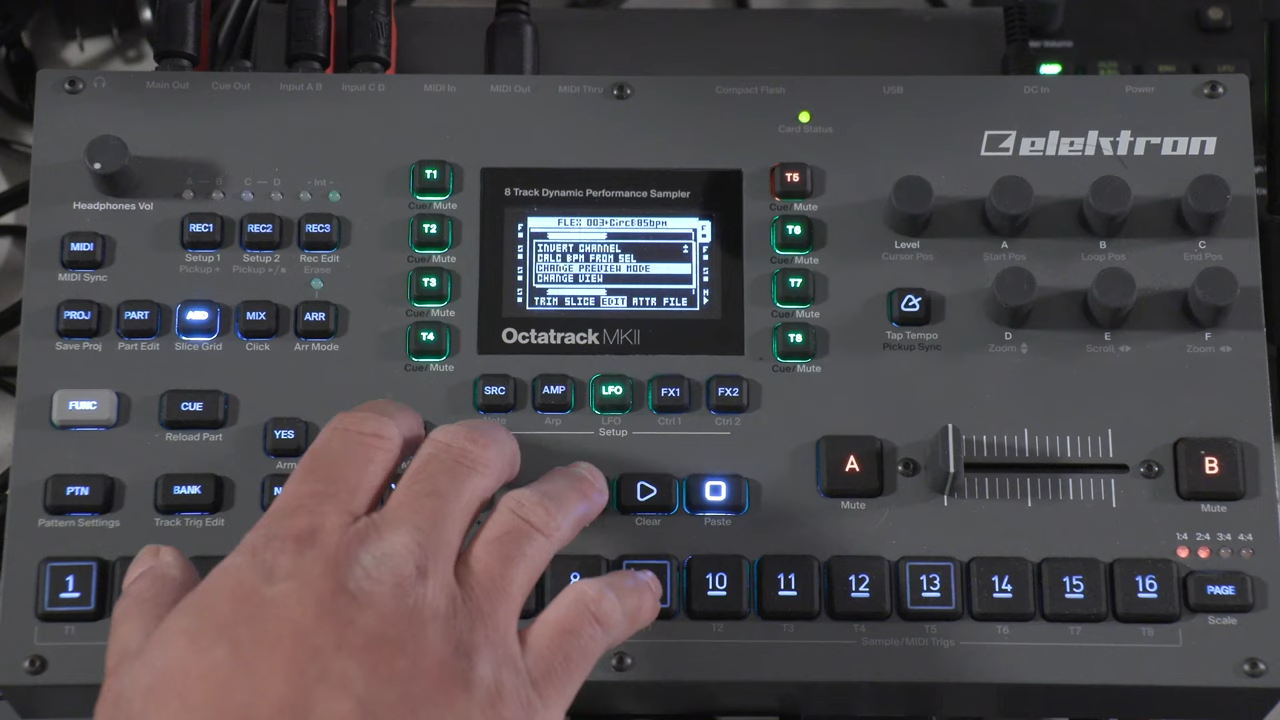 Main Out Cue Out Input A B Input C D MIDI In MIDI Out MIDI Thru Compact Flash USB DC In Power
Card Status
elektron
Headphones Vol
A B C D - Int -
T1
Cue/Mute
T2
Cue/Mute
T3
Cue/Mute
T4
Cue/Mute
8 Track Dynamic Performance Sampler
FLEX 003+CircE85bpm
INVERT CHANNEL
CALC BPM FROM SEL
CHANGE PREVIEW MODE
CHANGE VIEW
TRIM SLICE EDIT ATTR FILE
Octatrack MKII
T5
Cue/Mute
T6
Cue/Mute
T7
Cue/Mute
T8
Cue/Mute
REC1 REC2 REC3
Setup 1 Setup 2 Rec Edit
Pickup + Pickup >/■ Erase
MIDI
MIDI Sync
PROJ PART AED MIX ARR
Save Proj Part Edit Slice Grid Click Arr Mode
Level A B C
Cursor Pos Start Pos Loop Pos End Pos
Tap Tempo
Pickup Sync
D E F
Zoom Scroll Zoom
FUNC CUE
Reload Part
YES
Arm
SRC AMP LFO FX1 FX2
Note Arp LFO Ctrl 1 Ctrl 2
Setup
PTN BANK
Pattern Settings Track Trig Edit
Clear Paste
A
Mute
B
Mute
1:4 2:4 3:4 4:4
1 8 10 11 12 13 14 15 16 PAGE
Scale
T1 T2 T3 T4 T5 T6 T7 T8
Sample/MIDI Trigs